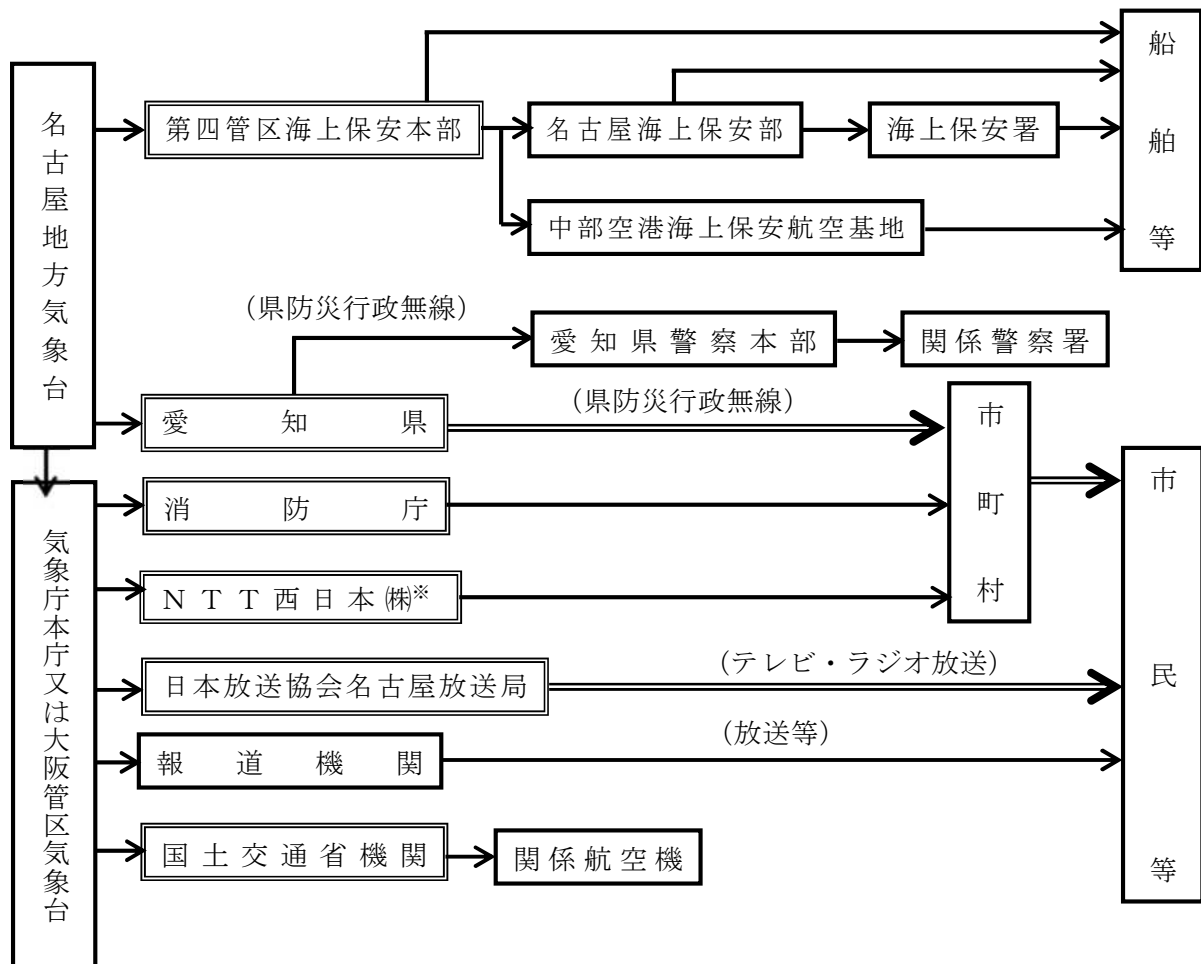 名古屋地方気象台
第四管区海上保安本部
名古屋海上保安部
海上保安署
船舶等
中部空港海上保安航空基地
(県防災行政無線)
愛知県警察本部
関係警察署
愛知県
(県防災行政無線)
市町村
市民等
気象庁本庁又は大阪管区気象台
消防庁
NTT西日本㈱※
日本放送協会名古屋放送局
(テレビ・ラジオ放送)
報道機関
(放送等)
国土交通省機関
関係航空機